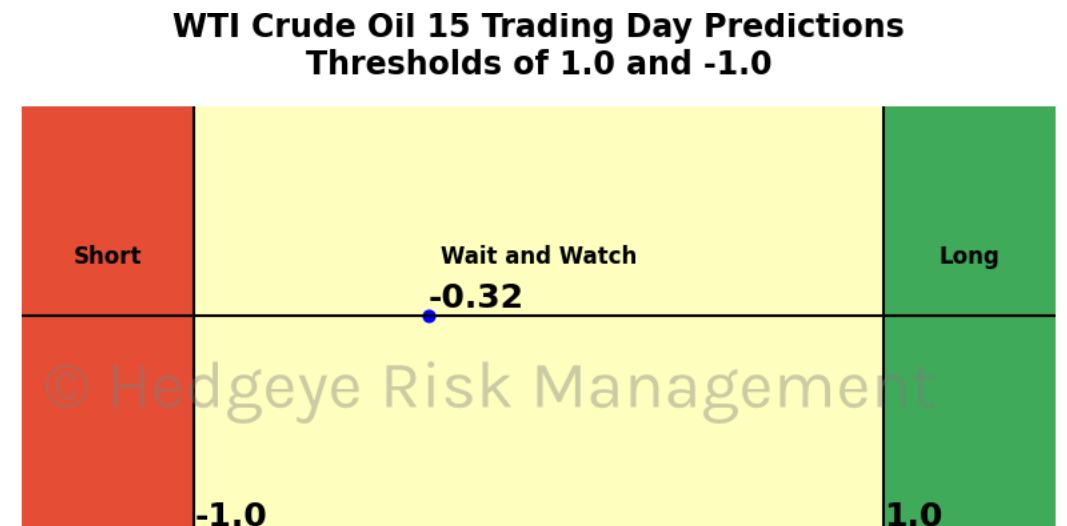 WTI Crude Oil 15 Trading Day Predictions
Thresholds of 1.0 and -1.0
Short
Wait and Watch
Long
-0.32
© Hedgeye Risk Management
-1.0
1.0